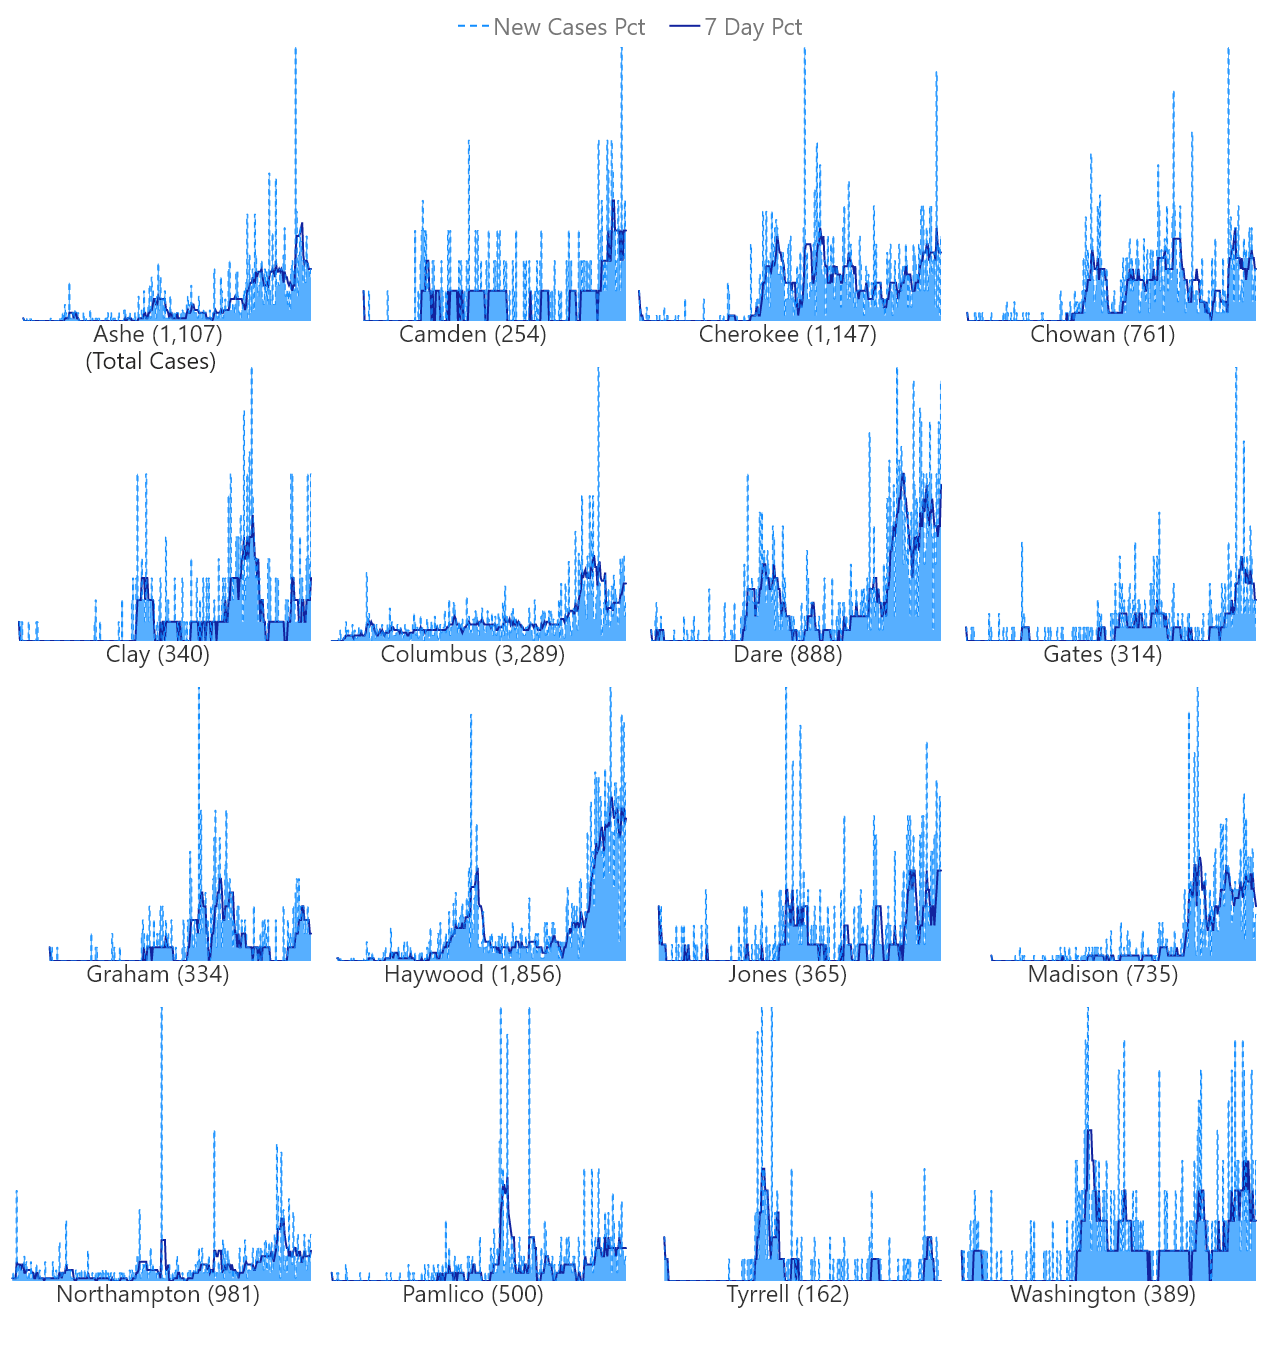 New Cases Pct 7 Day Pct
Ashe (1,107) Camden (254) Cherokee (1,147) Chowan (761)
(Total Cases)
Clay (340) Columbus (3,289) Dare (888) Gates (314)
Graham (334) Haywood (1,856) Jones (365) Madison (735)
Northampton (981) Pamlico (500) Tyrrell (162) Washington (389)